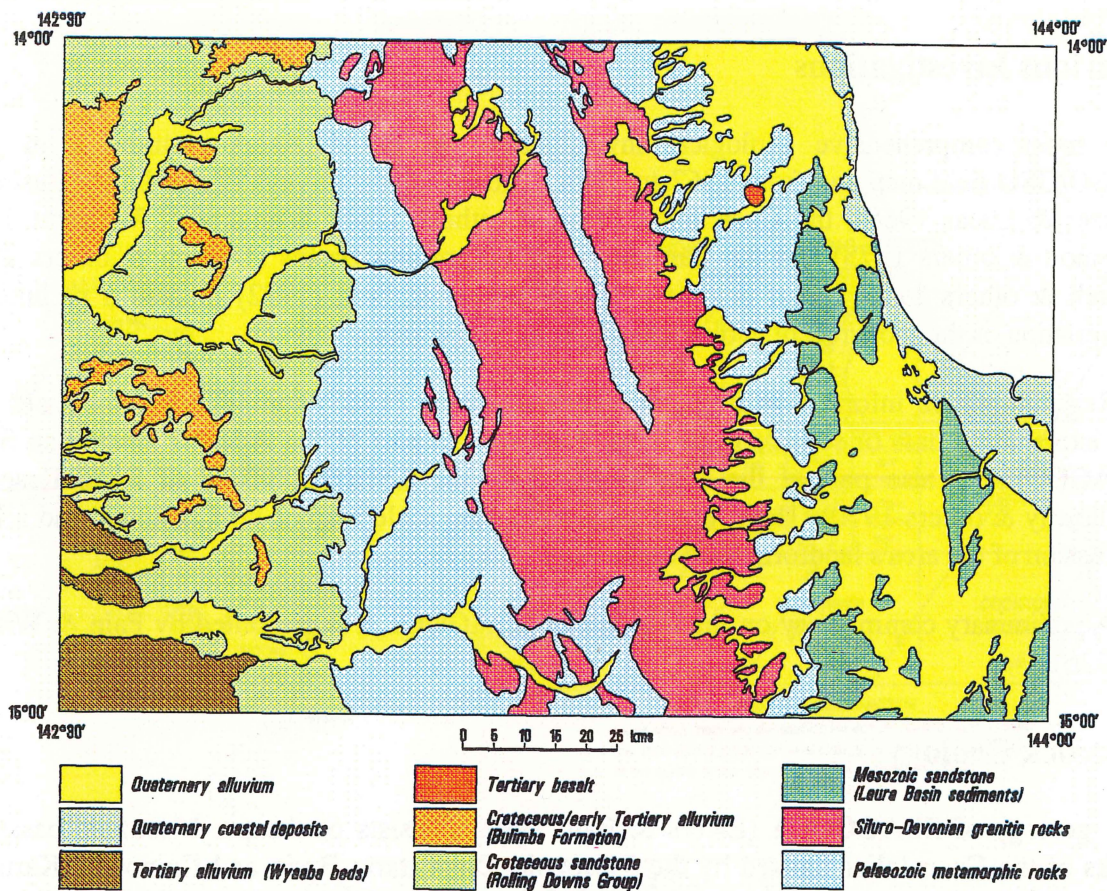 142°30'
14°00'
144°00'
14°00'
15°00'
142°30'
15°00'
144°00'
0 5 10 15 20 25 kms
Quaternary alluvium
Quaternary coastal deposits
Tertiary alluvium (Wyaaba beds)
Tertiary basalt
Cretaceous/early Tertiary alluvium
(Bulimba Formation)
Cretaceous sandstone
(Rolling Downs Group)
Mesozoic sandstone
(Laura Basin sediments)
Siluro-Devonian granitic rocks
Palaeozoic metamorphic rocks